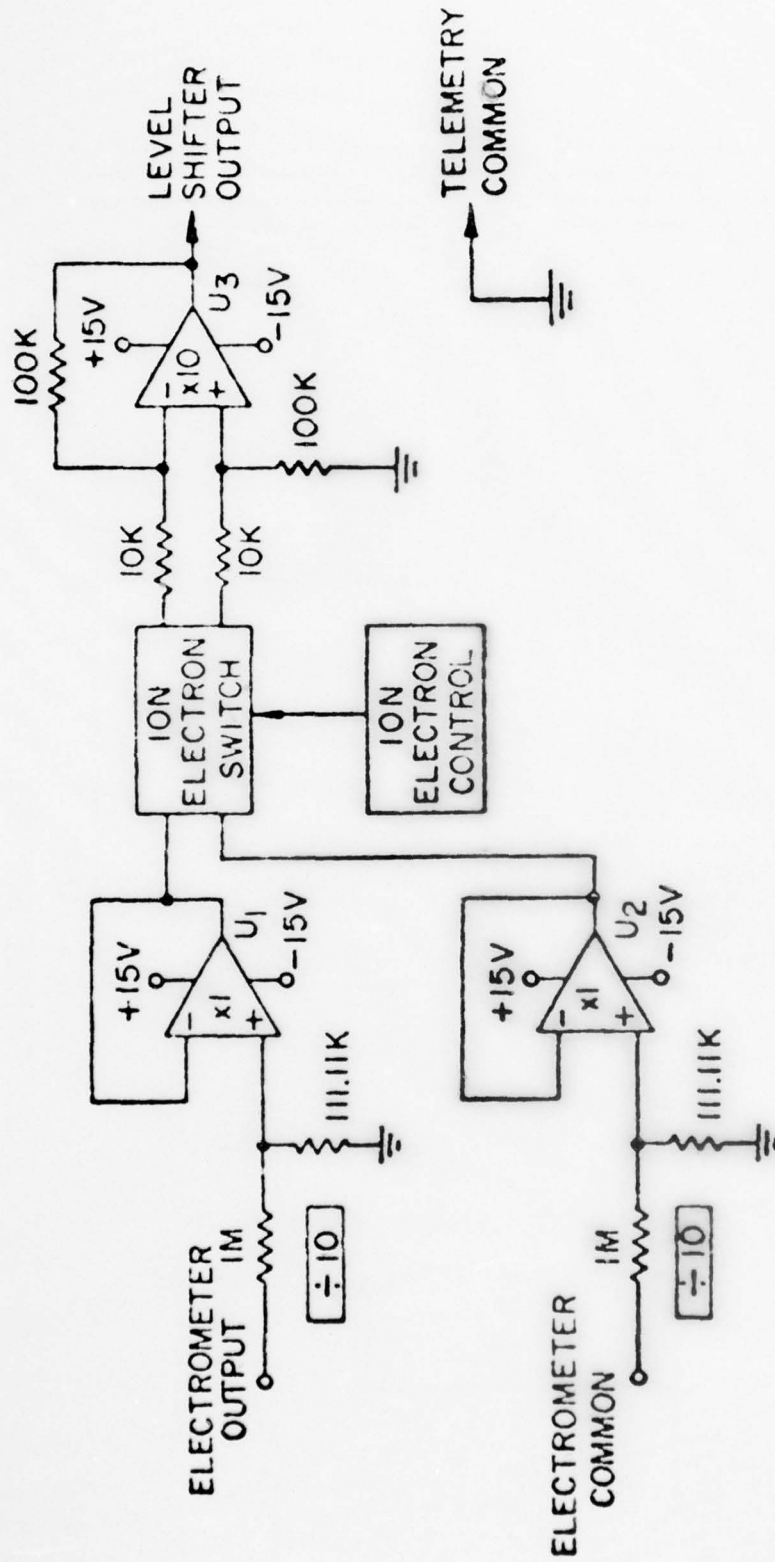 ELECTROMETER
OUTPUT
1M
÷ 10
111.11K
+15V
-
x1
+
U1
-15V
ELECTROMETER
COMMON
1M
÷ 10
111.11K
+15V
-
x1
+
U2
-15V
ION
ELECTRON
SWITCH
ION
ELECTRON
CONTROL
10K
10K
100K
+15V
-
x10
+
U3
-15V
100K
LEVEL
SHIFTER
OUTPUT
TELEMETRY
COMMON